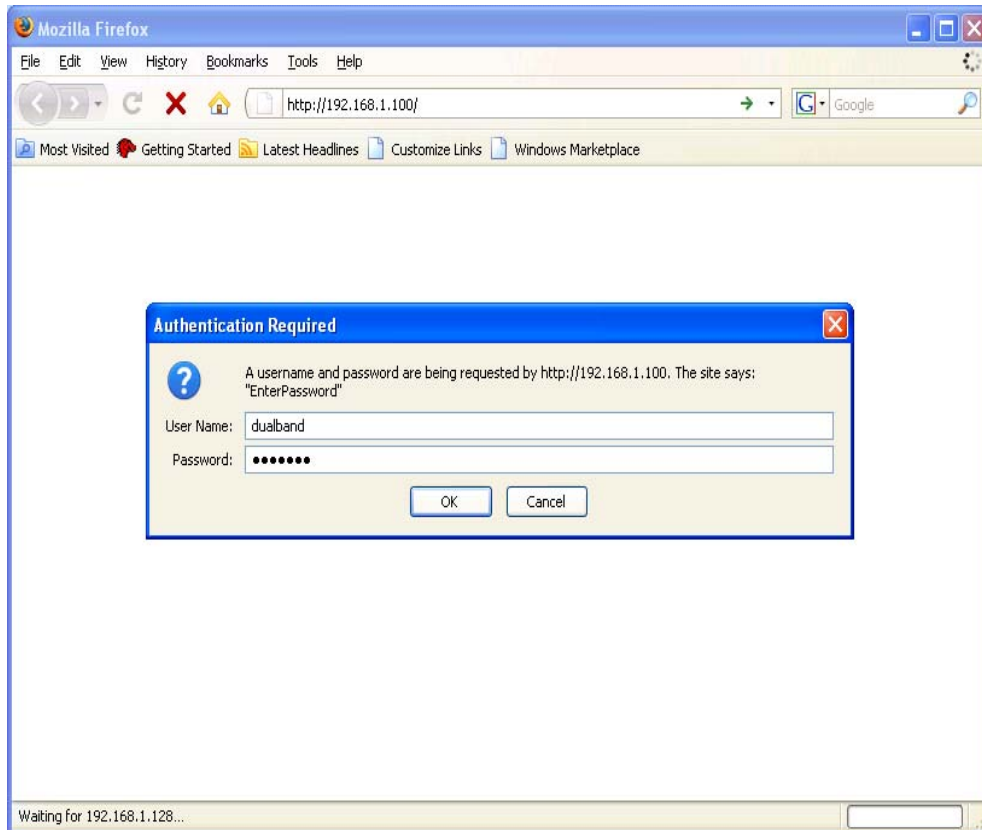 Mozilla Firefox
File Edit View History Bookmarks Tools Help
http://192.168.1.100/ G Google
Most Visited Getting Started Latest Headlines Customize Links Windows Marketplace
Authentication Required
A username and password are being requested by http://192.168.1.100. The site says:
"EnterPassword"
User Name: dualband
Password: •••••••
OK Cancel
Waiting for 192.168.1.128...